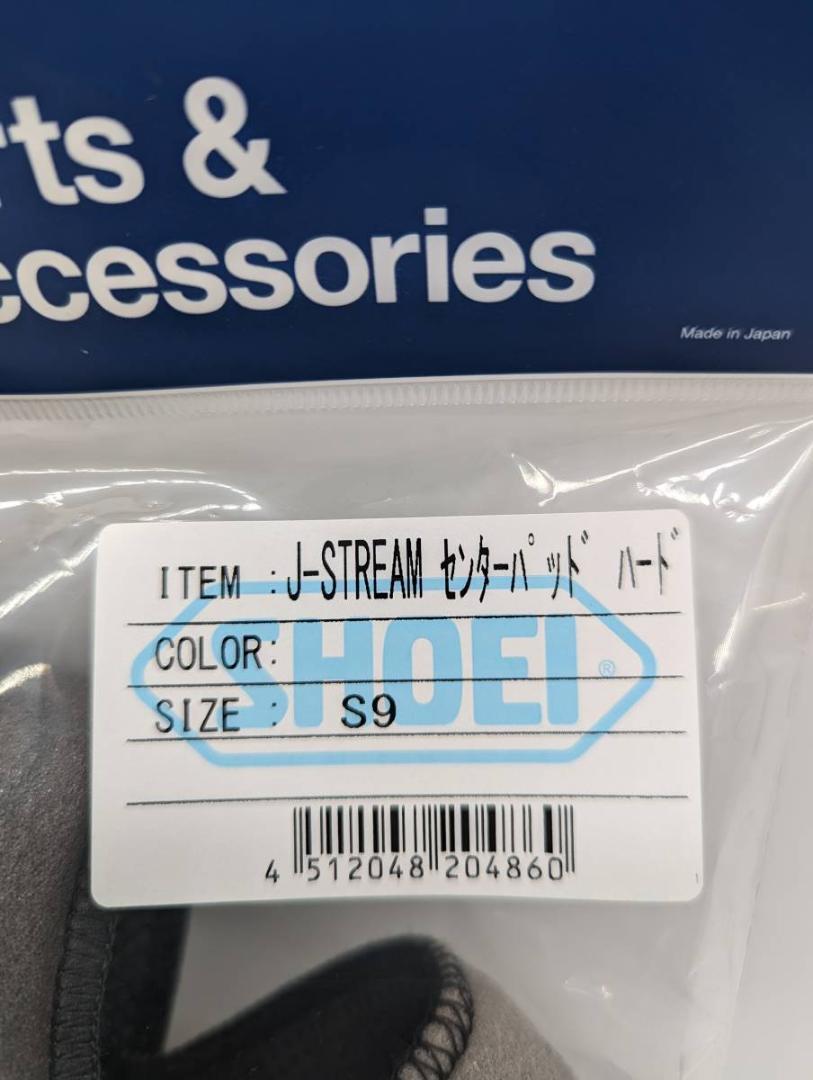 rts &
ccessories
Made in Japan
ITEM : J-STREAM ｾﾝﾀｰﾊﾟｯﾄﾞ ﾊｰﾄﾞ
COLOR:
SHOEI®
SIZE : S9
4 512048 204860